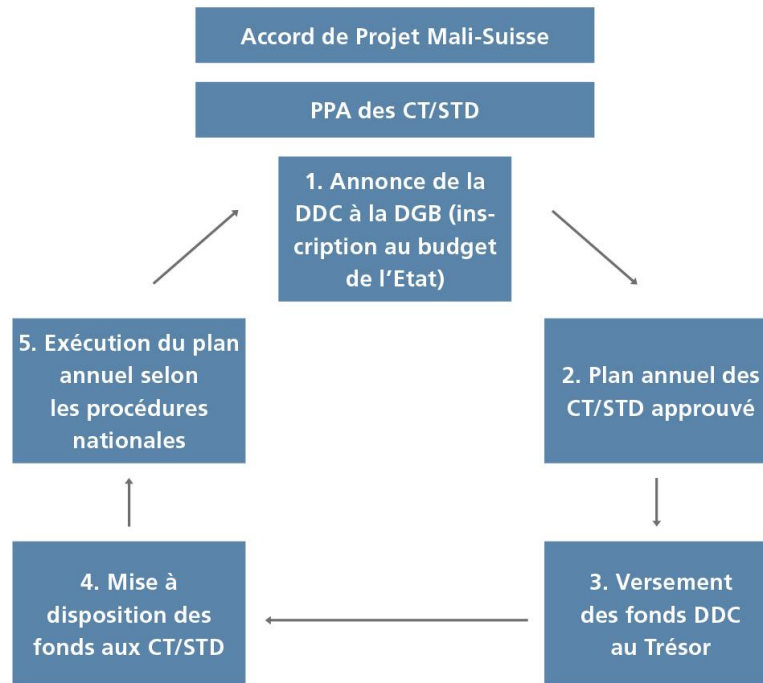 Accord de Projet Mali-Suisse
PPA des CT/STD
1. Annonce de la
DDC à la DGB (ins-
cription au budget
de l'Etat)
2. Plan annuel des
CT/STD approuvé
3. Versement
des fonds DDC
au Trésor
4. Mise à
disposition des
fonds aux CT/STD
5. Exécution du plan
annuel selon
les procédures
nationales